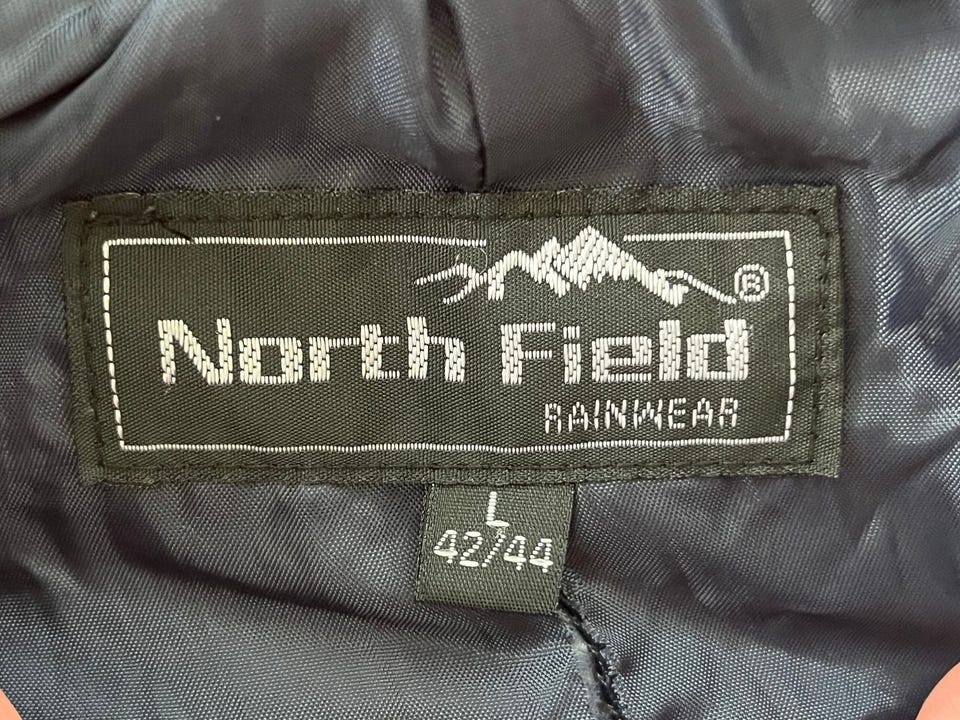 ®
North Field
RAINWEAR
L
42/44